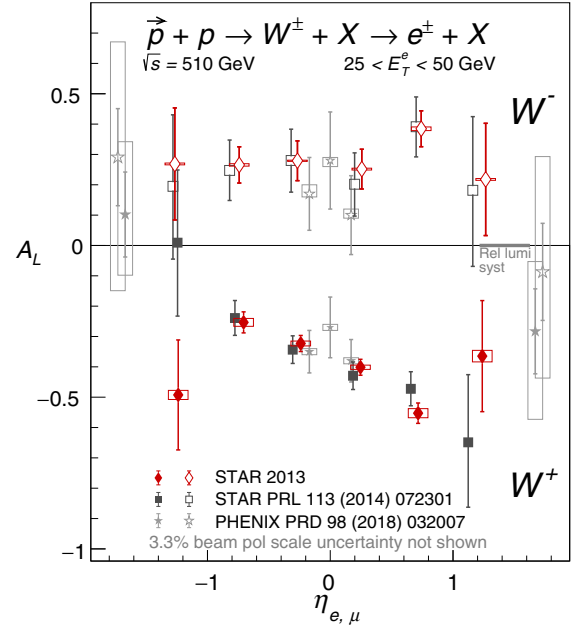 p⃗ + p → W± + X → e± + X
√s = 510 GeV 25 < E_T^e < 50 GeV
0.5
W-
A_L
0
Rel lumi
syst
−0.5
W+
STAR 2013
STAR PRL 113 (2014) 072301
PHENIX PRD 98 (2018) 032007
3.3% beam pol scale uncertainty not shown
−1
−1 0 1
η_{e, μ}